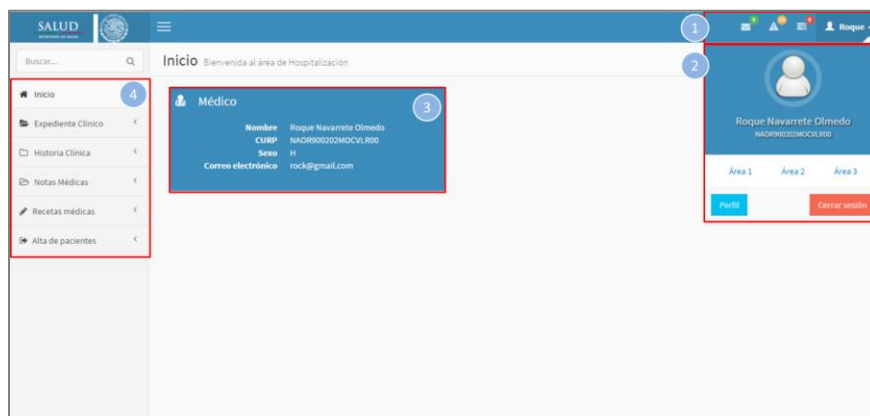 SALUD
1
Roque
Buscar...
Inicio Bienvenida al área de Hospitalización
2
Inicio
4
Médico
3
Expediente Clínico
Nombre Roque Navarrete Olmedo
CURP NAOR900202MOCVLR00
Sexo H
Correo electrónico rock@gmail.com
Roque Navarrete Olmedo
NAOR900202MOCVLR00
Historia Clínica
Área 1 Área 2 Área 3
Notas Médicas
Perfil Cerrar sesión
Recetas médicas
Alta de pacientes